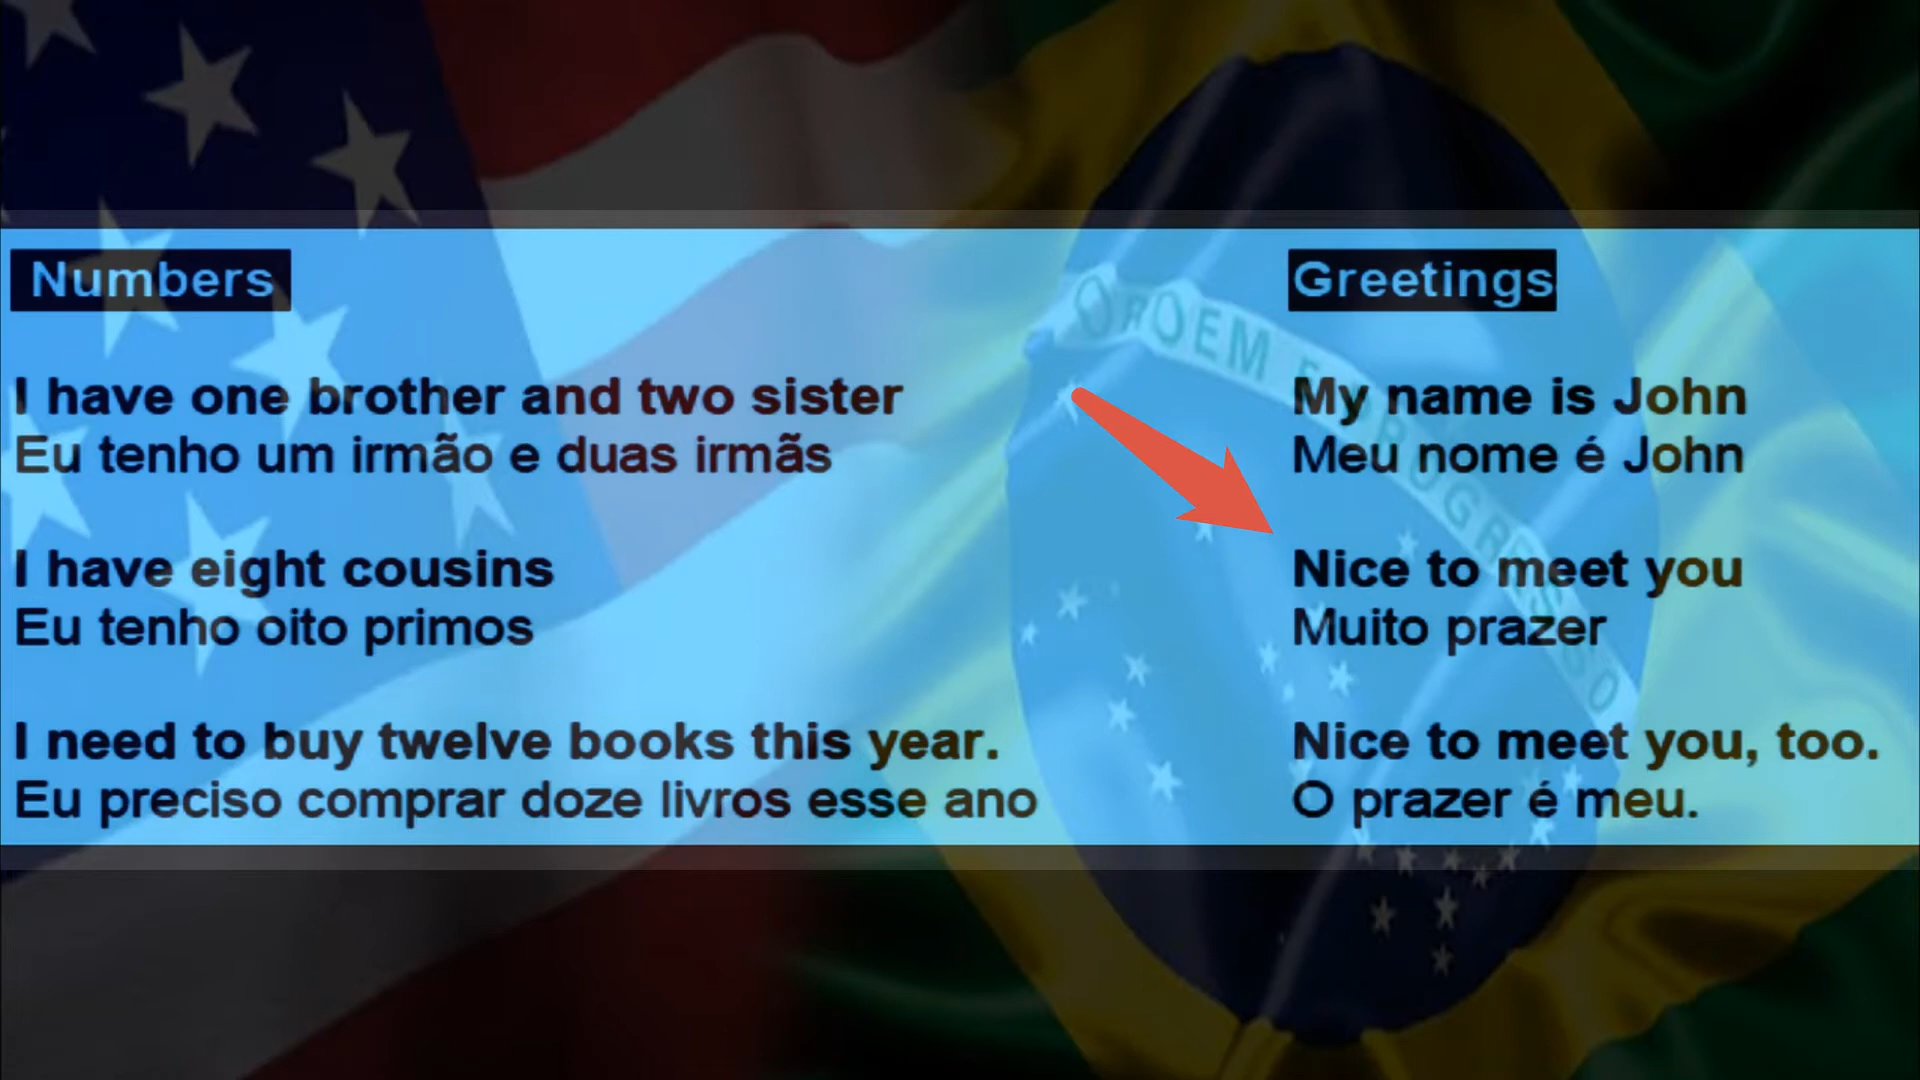 Numbers
I have one brother and two sister
Eu tenho um irmão e duas irmãs
I have eight cousins
Eu tenho oito primos
I need to buy twelve books this year.
Eu preciso comprar doze livros esse ano
Greetings
My name is John
Meu nome é John
Nice to meet you
Muito prazer
Nice to meet you, too.
O prazer é meu.
ORDEM E PROGRESSO